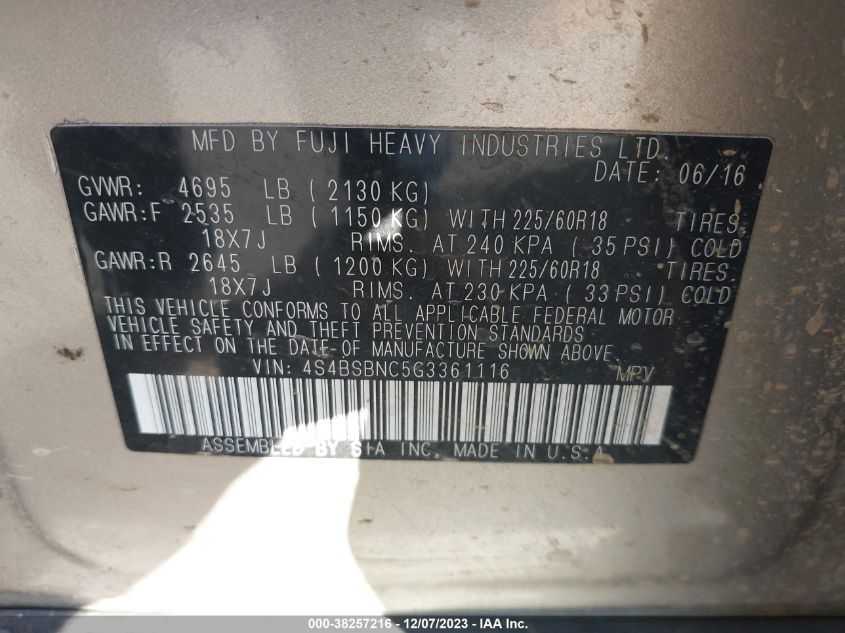 MFD BY FUJI HEAVY INDUSTRIES LTD.
DATE: 06/16
GVWR: 4695 LB ( 2130 KG)
GAWR:F 2535 LB ( 1150 KG) WITH 225/60R18 TIRES.
18X7J RIMS. AT 240 KPA ( 35 PSI) COLD
GAWR:R 2645 LB ( 1200 KG) WITH 225/60R18 TIRES.
18X7J RIMS. AT 230 KPA ( 33 PSI) COLD
THIS VEHICLE CONFORMS TO ALL APPLICABLE FEDERAL MOTOR
VEHICLE SAFETY AND THEFT PREVENTION STANDARDS
IN EFFECT ON THE DATE OF MANUFACTURE SHOWN ABOVE.
VIN: 4S4BSBNC5G3361116 MPV
ASSEMBLED BY SIA INC. MADE IN U.S.A
000-38257216 - 12/07/2023 - © IAA, Inc.